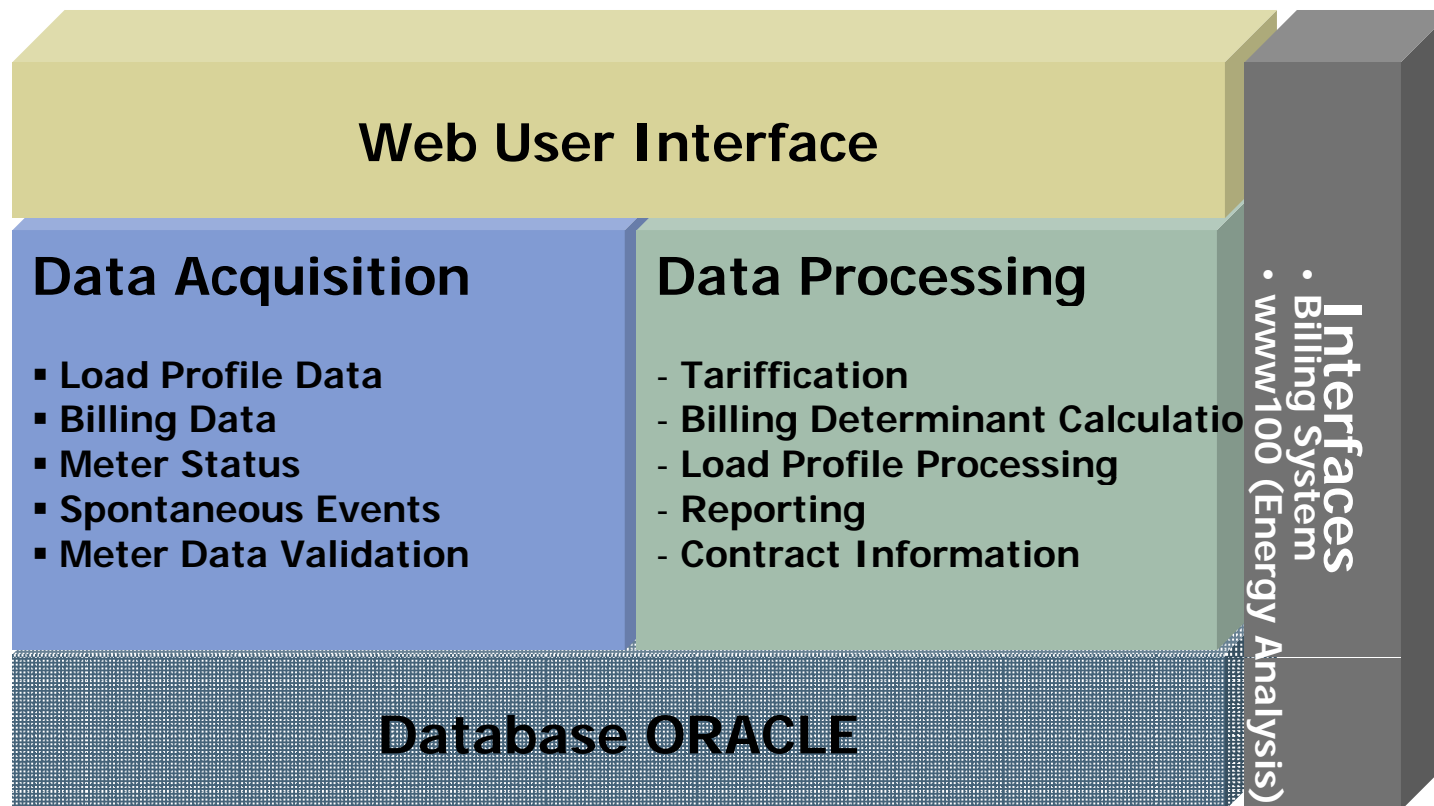 Web User Interface
Data Acquisition
▪ Load Profile Data
▪ Billing Data
▪ Meter Status
▪ Spontaneous Events
▪ Meter Data Validation
Data Processing
- Tariffication
- Billing Determinant Calculatio
- Load Profile Processing
- Reporting
- Contract Information
Database ORACLE
Interfaces
• Billing System
• www100 (Energy Analysis)